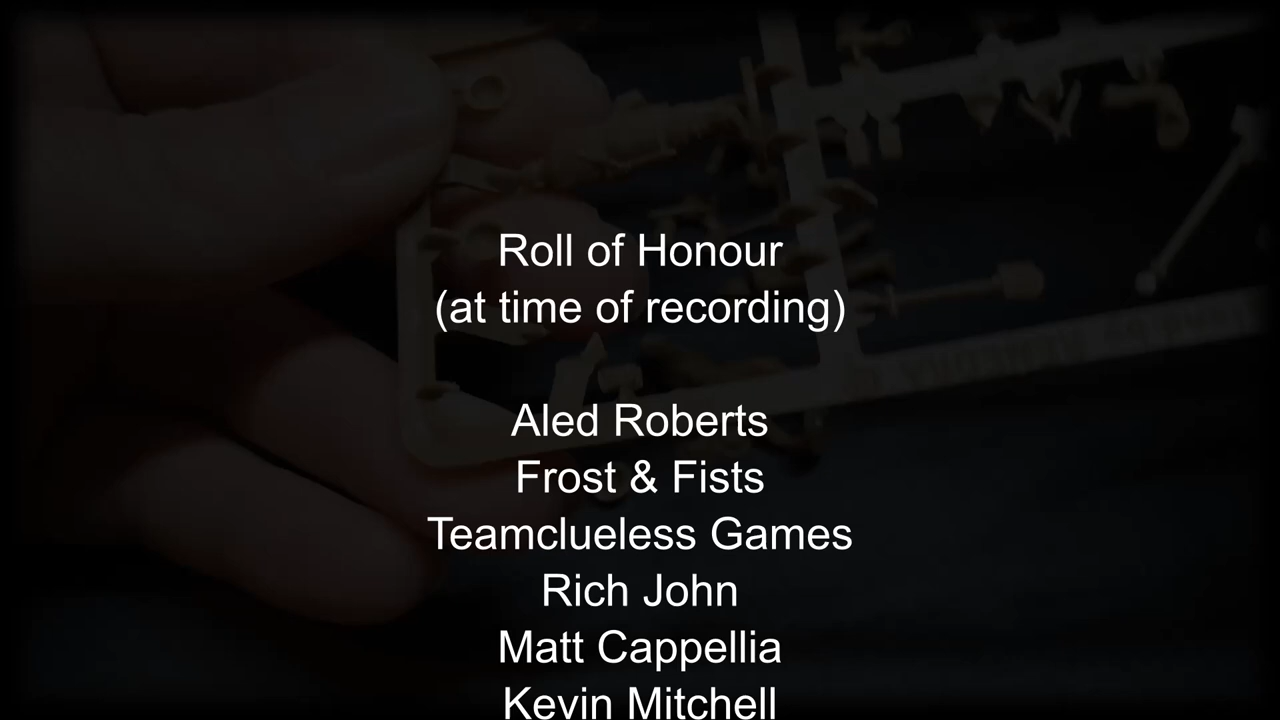 Roll of Honour
(at time of recording)
Aled Roberts
Frost & Fists
Teamclueless Games
Rich John
Matt Cappellia
Kevin Mitchell